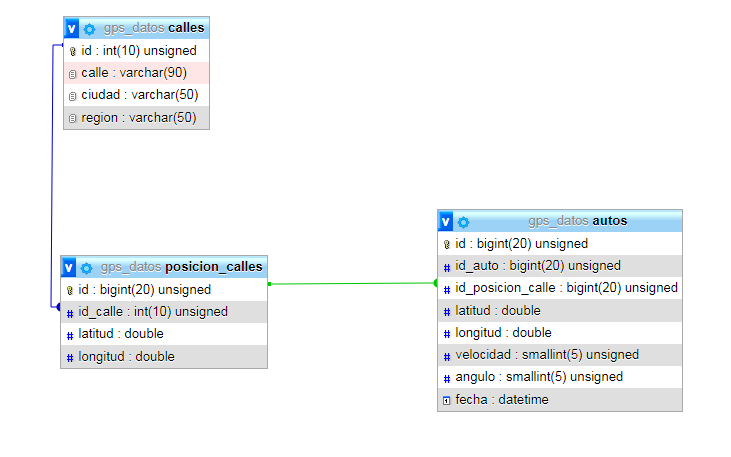 v gps_datos calles
id : int(10) unsigned
calle : varchar(90)
ciudad : varchar(50)
region : varchar(50)
v gps_datos posicion_calles
id : bigint(20) unsigned
# id_calle : int(10) unsigned
# latitud : double
# longitud : double
v gps_datos autos
id : bigint(20) unsigned
# id_auto : bigint(20) unsigned
# id_posicion_calle : bigint(20) unsigned
# latitud : double
# longitud : double
# velocidad : smallint(5) unsigned
# angulo : smallint(5) unsigned
fecha : datetime